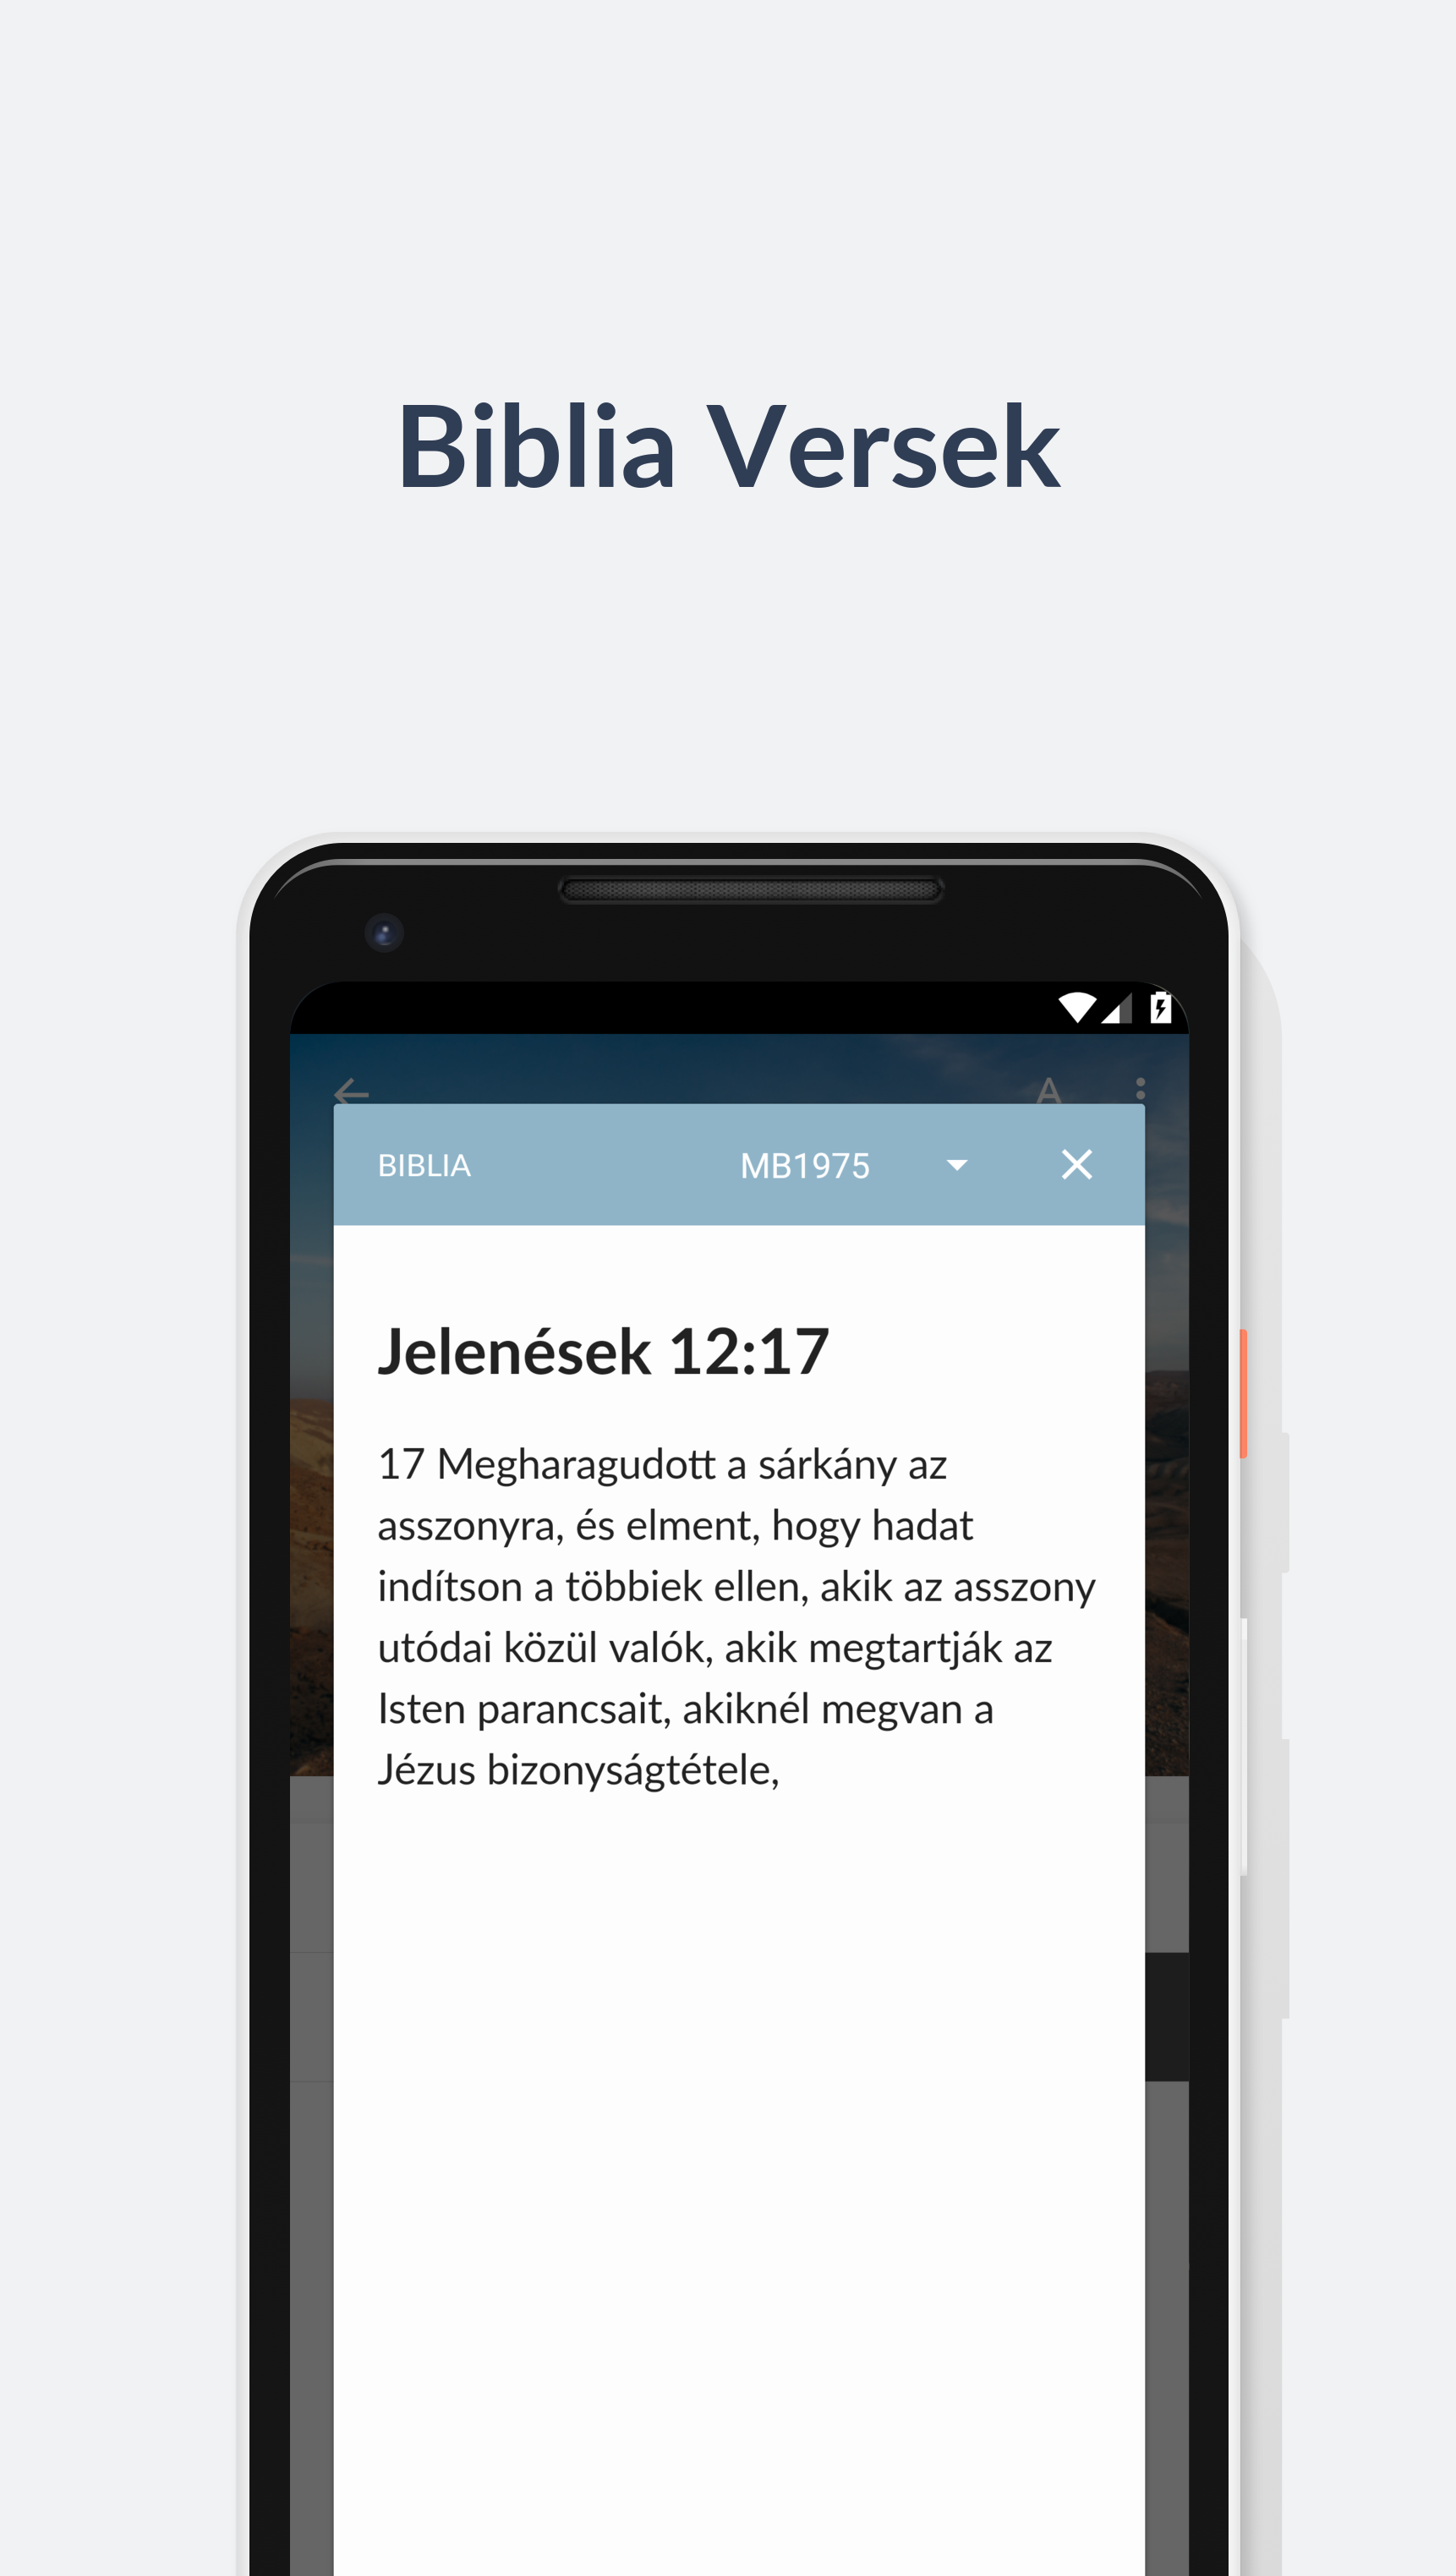 Biblia Versek
A
BIBLIA MB1975
Jelenések 12:17
17 Megharagudott a sárkány az
asszonyra, és elment, hogy hadat
indítson a többiek ellen, akik az asszony
utódai közül valók, akik megtartják az
Isten parancsait, akiknél megvan a
Jézus bizonyságtétele,